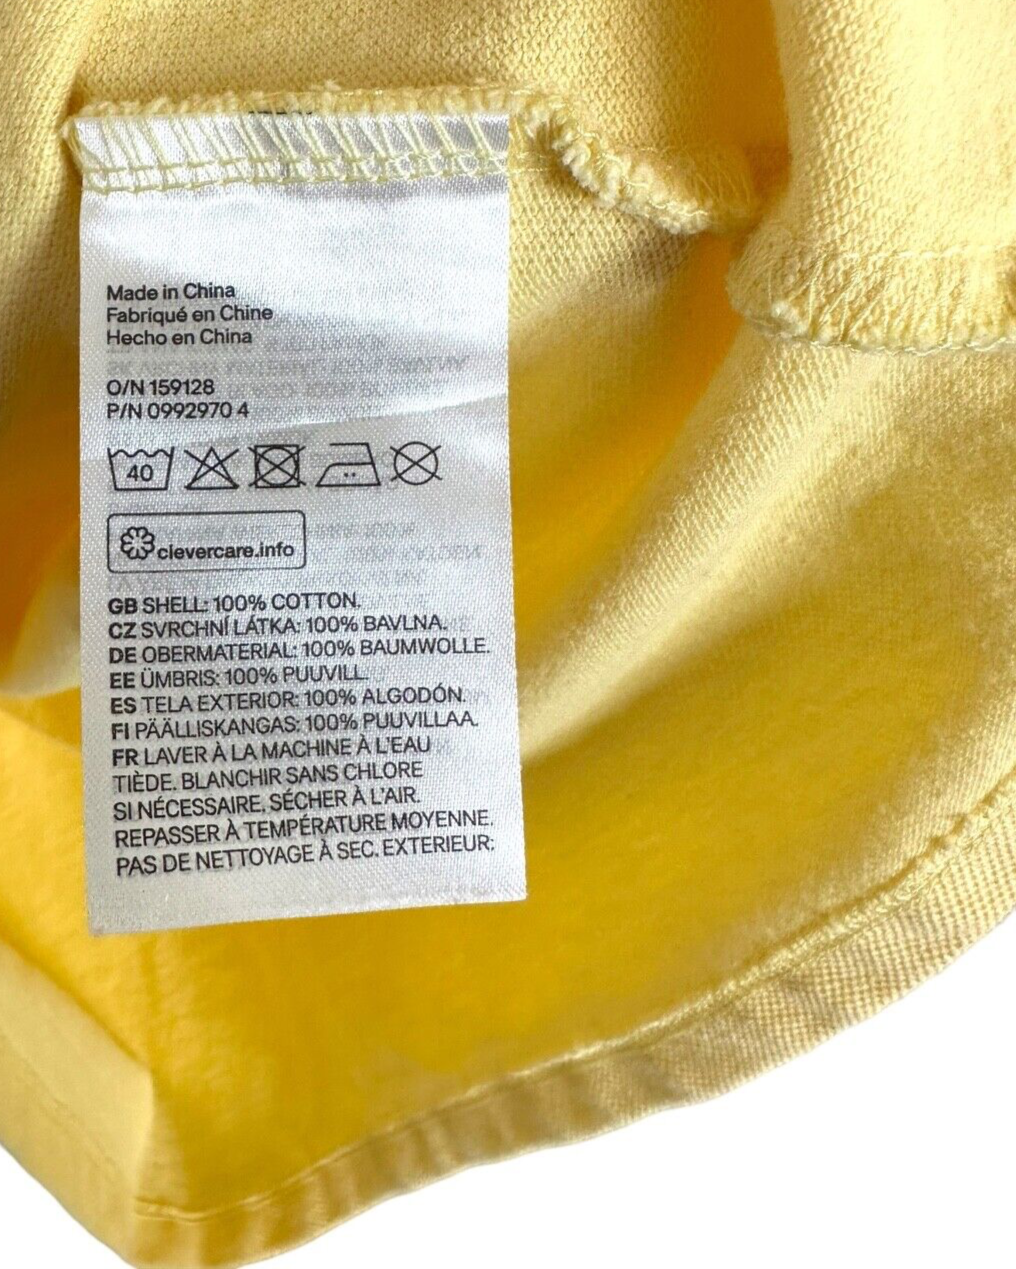 Made in China
Fabriqué en Chine
Hecho en China
O/N 159128
P/N 0992970 4
40
clevercare.info
GB SHELL: 100% COTTON.
CZ SVRCHNÍ LÁTKA: 100% BAVLNA.
DE OBERMATERIAL: 100% BAUMWOLLE.
EE ÜMBRIS: 100% PUUVILL.
ES TELA EXTERIOR: 100% ALGODÓN.
FI PÄÄLLISKANGAS: 100% PUUVILLAA.
FR LAVER À LA MACHINE À L'EAU
TIÈDE. BLANCHIR SANS CHLORE
SI NÉCESSAIRE. SÉCHER À L'AIR.
REPASSER À TEMPÉRATURE MOYENNE.
PAS DE NETTOYAGE À SEC. EXTERIEUR: